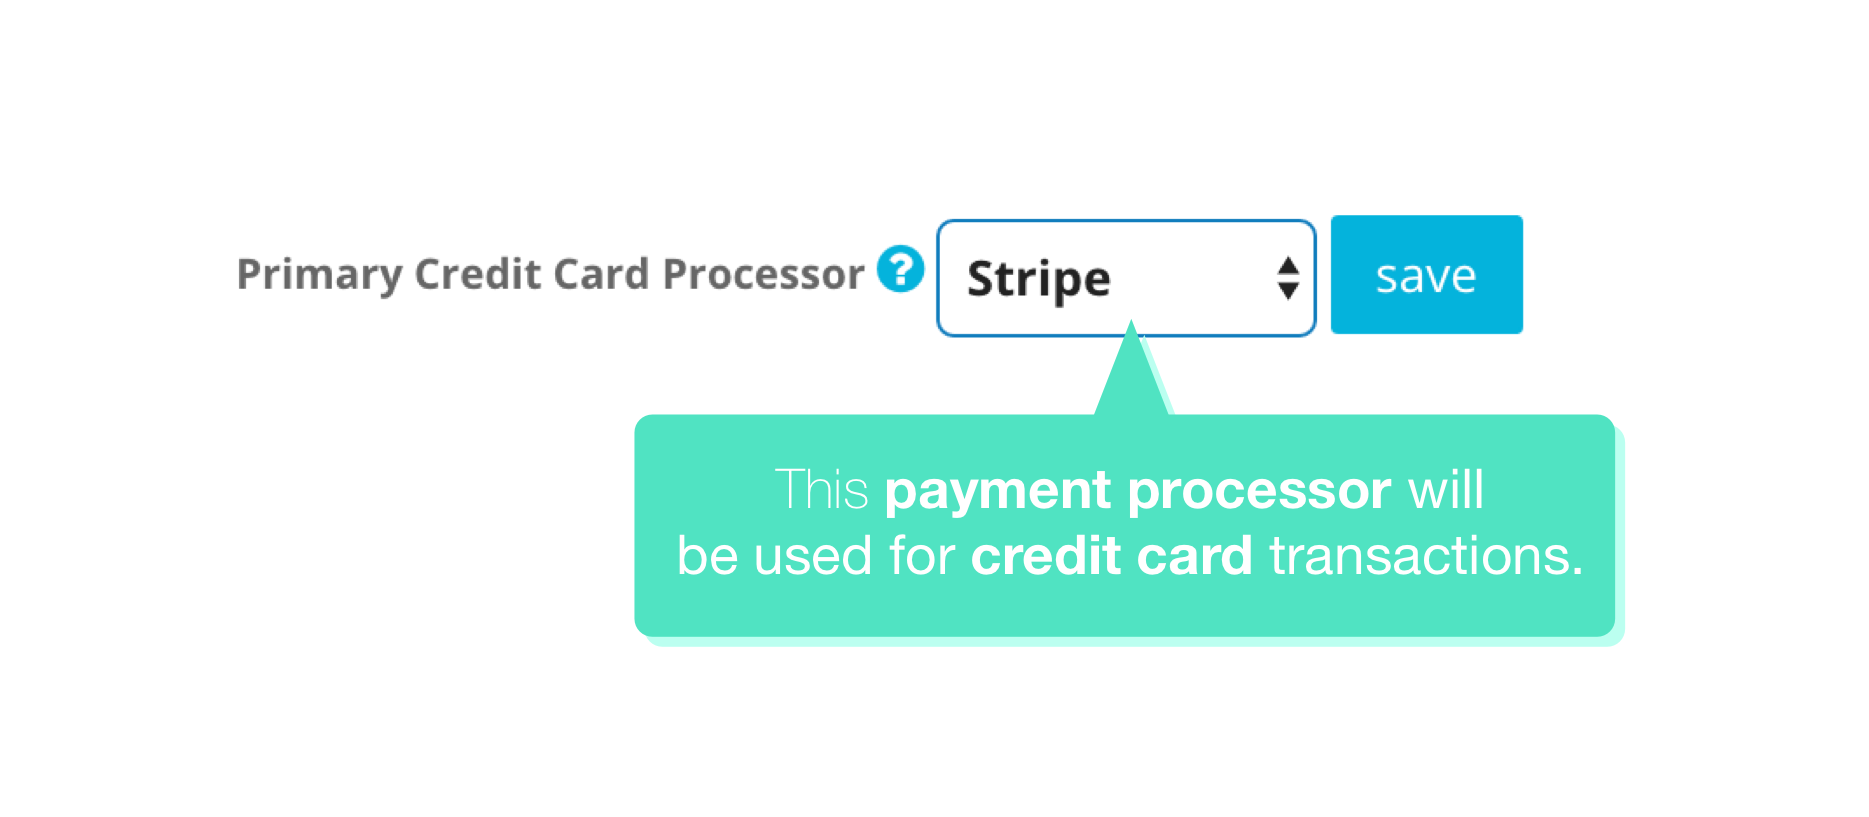 Primary Credit Card Processor ? Stripe save
This payment processor will
be used for credit card transactions.